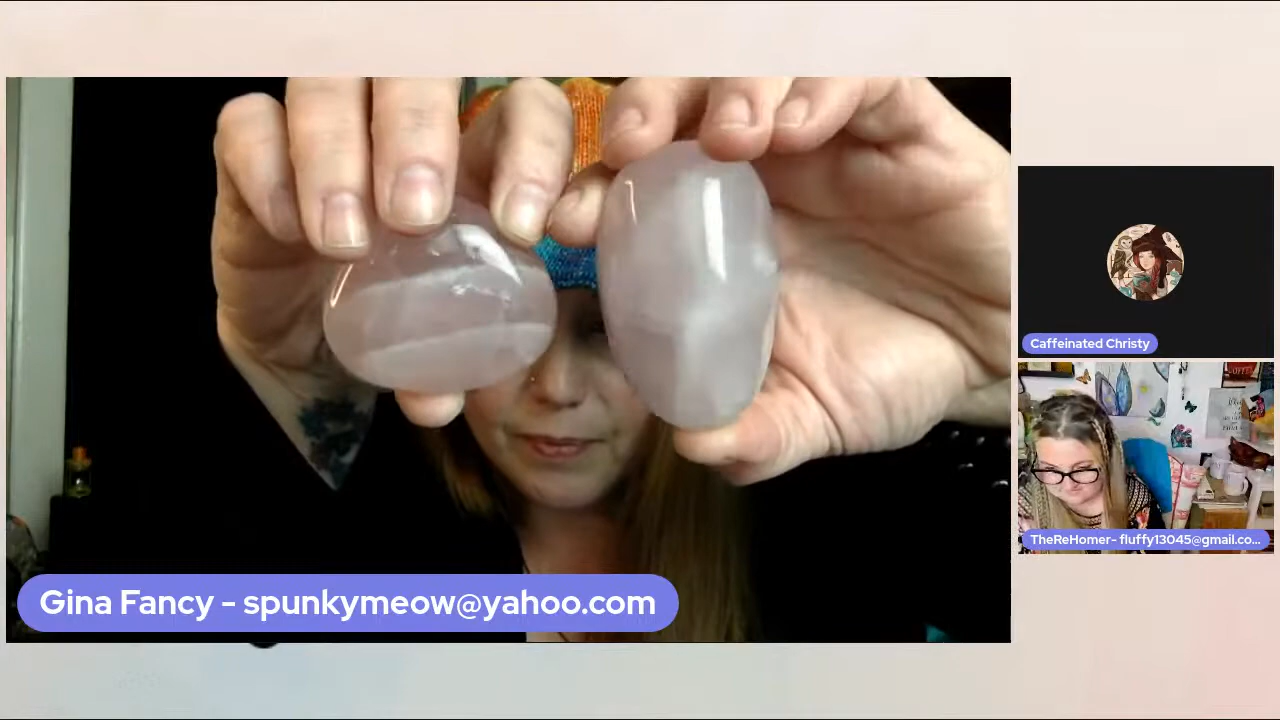 Gina Fancy - spunkymeow@yahoo.com
Caffeinated Christy
TheReHomer- fluffy13045@gmail.co...